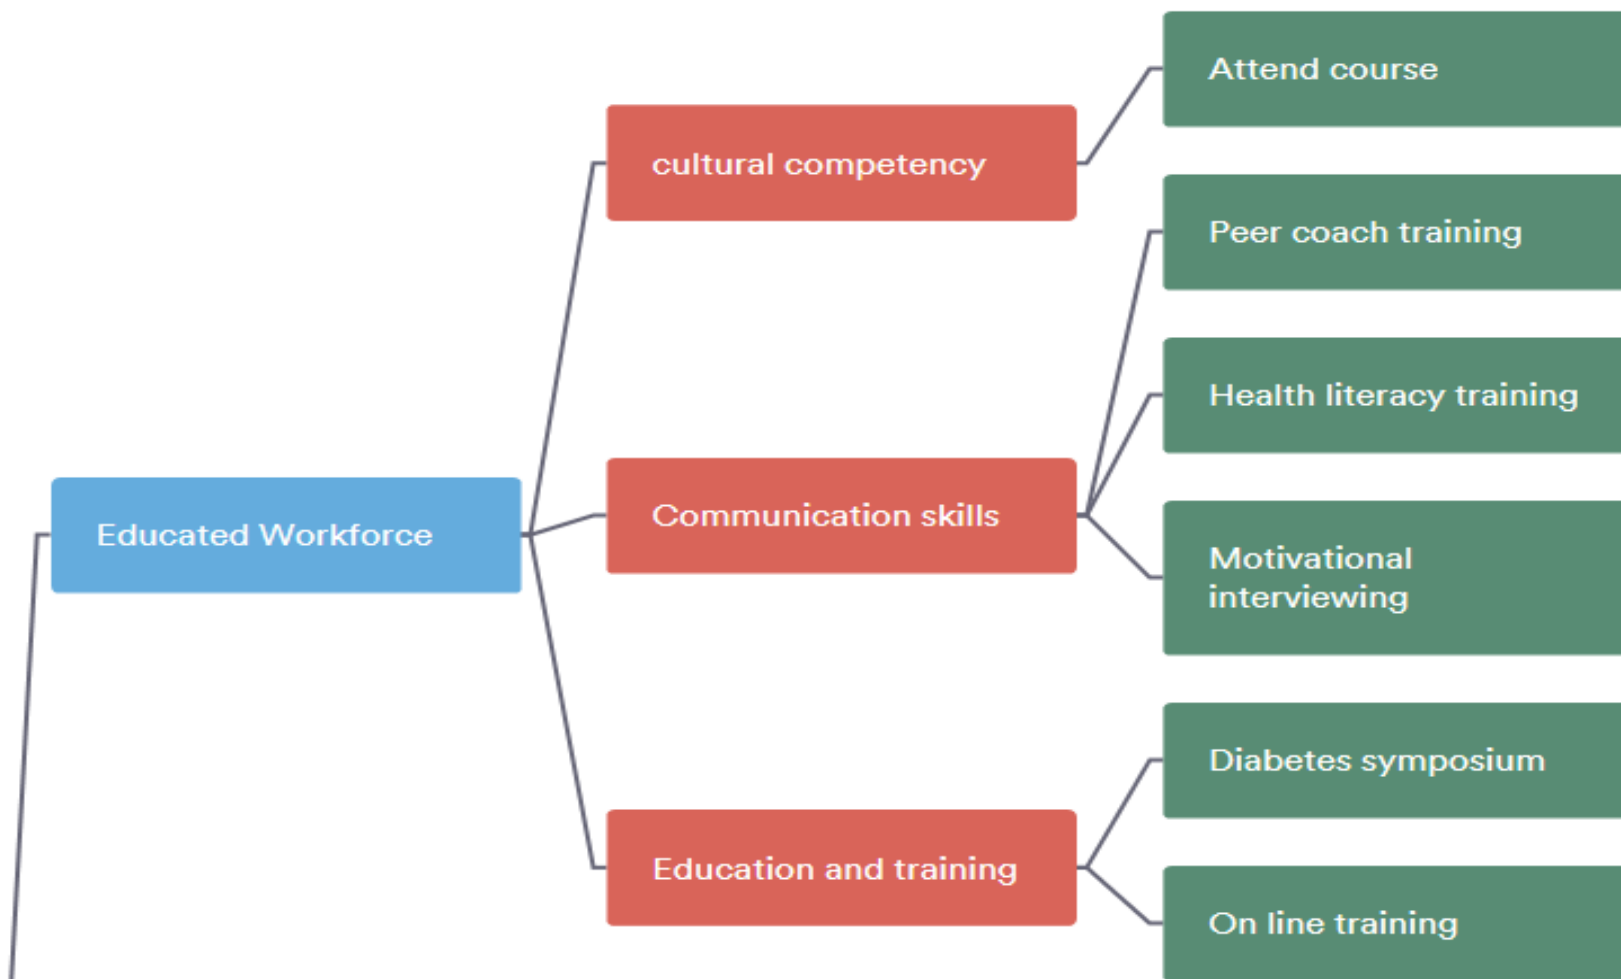 Attend course
cultural competency
Peer coach training
Health literacy training
Communication skills
Educated Workforce
Motivational
interviewing
Diabetes symposium
Education and training
On line training